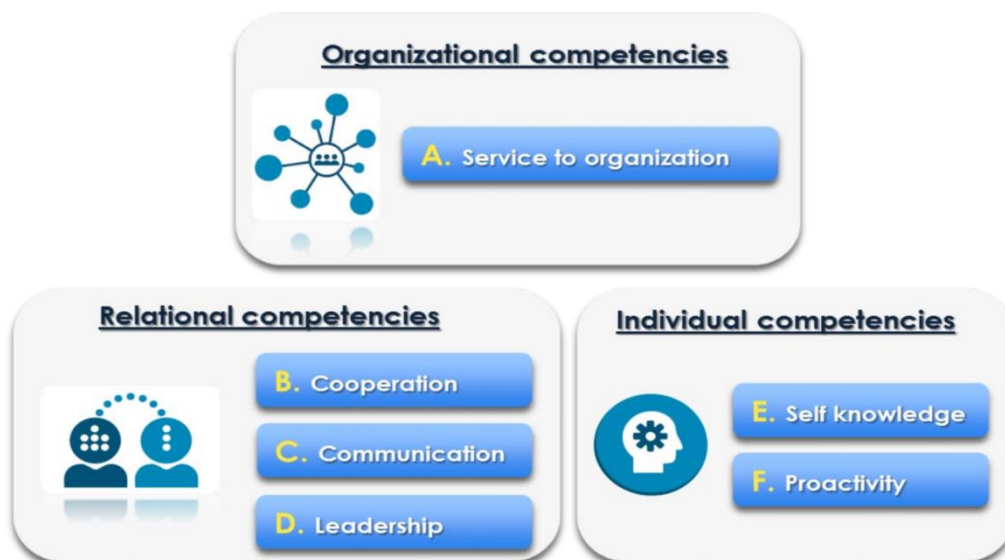 Organizational competencies
A. Service to organization
Relational competencies
B. Cooperation
C. Communication
D. Leadership
Individual competencies
E. Self knowledge
F. Proactivity